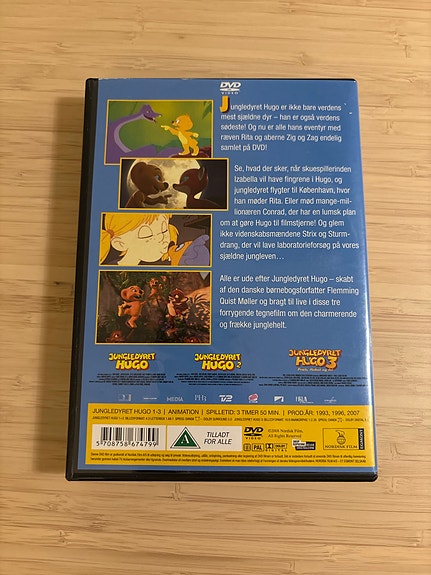 DVD
VIDEO
Jungledyret Hugo er ikke bare verdens
mest sjældne dyr – han er også verdens
sødeste! Og nu er alle hans eventyr med
ræven Rita og aberne Zig og Zag endelig
samlet på DVD!
Se, hvad der sker, når skuespillerinden
Izabella vil have fingrene i Hugo, og
jungledyret flygter til København, hvor
han møder Rita. Eller mød mange-mil-
lionæren Conrad, der har en lumsk plan
om at gøre Hugo til filmstjerne! Og glem
ikke videnskabsmændene Strix og Sturm-
drang, der vil lave laboratorieforsøg på vores
sjældne jungleven…
Alle er ude efter Jungledyret Hugo – skabt
af den danske børnebogsforfatter Flemming
Quist Møller og bragt til live i disse tre
forrygende tegnefilm om den charmerende
og frække junglehelt.
JUNGLEDYRET HUGO
JUNGLEDYRET HUGO 2
JUNGLEDYRET HUGO 3
MEDIA
TV2
JUNGLEDYRET HUGO 1-3 | ANIMATION | SPILLETID: 3 TIMER 50 MIN. | PROD.ÅR: 1993, 1996, 2007
5 708758 674799
A
TILLADT
FOR ALLE
DVD
VIDEO
PAL
NORDISK FILM
EGMONT